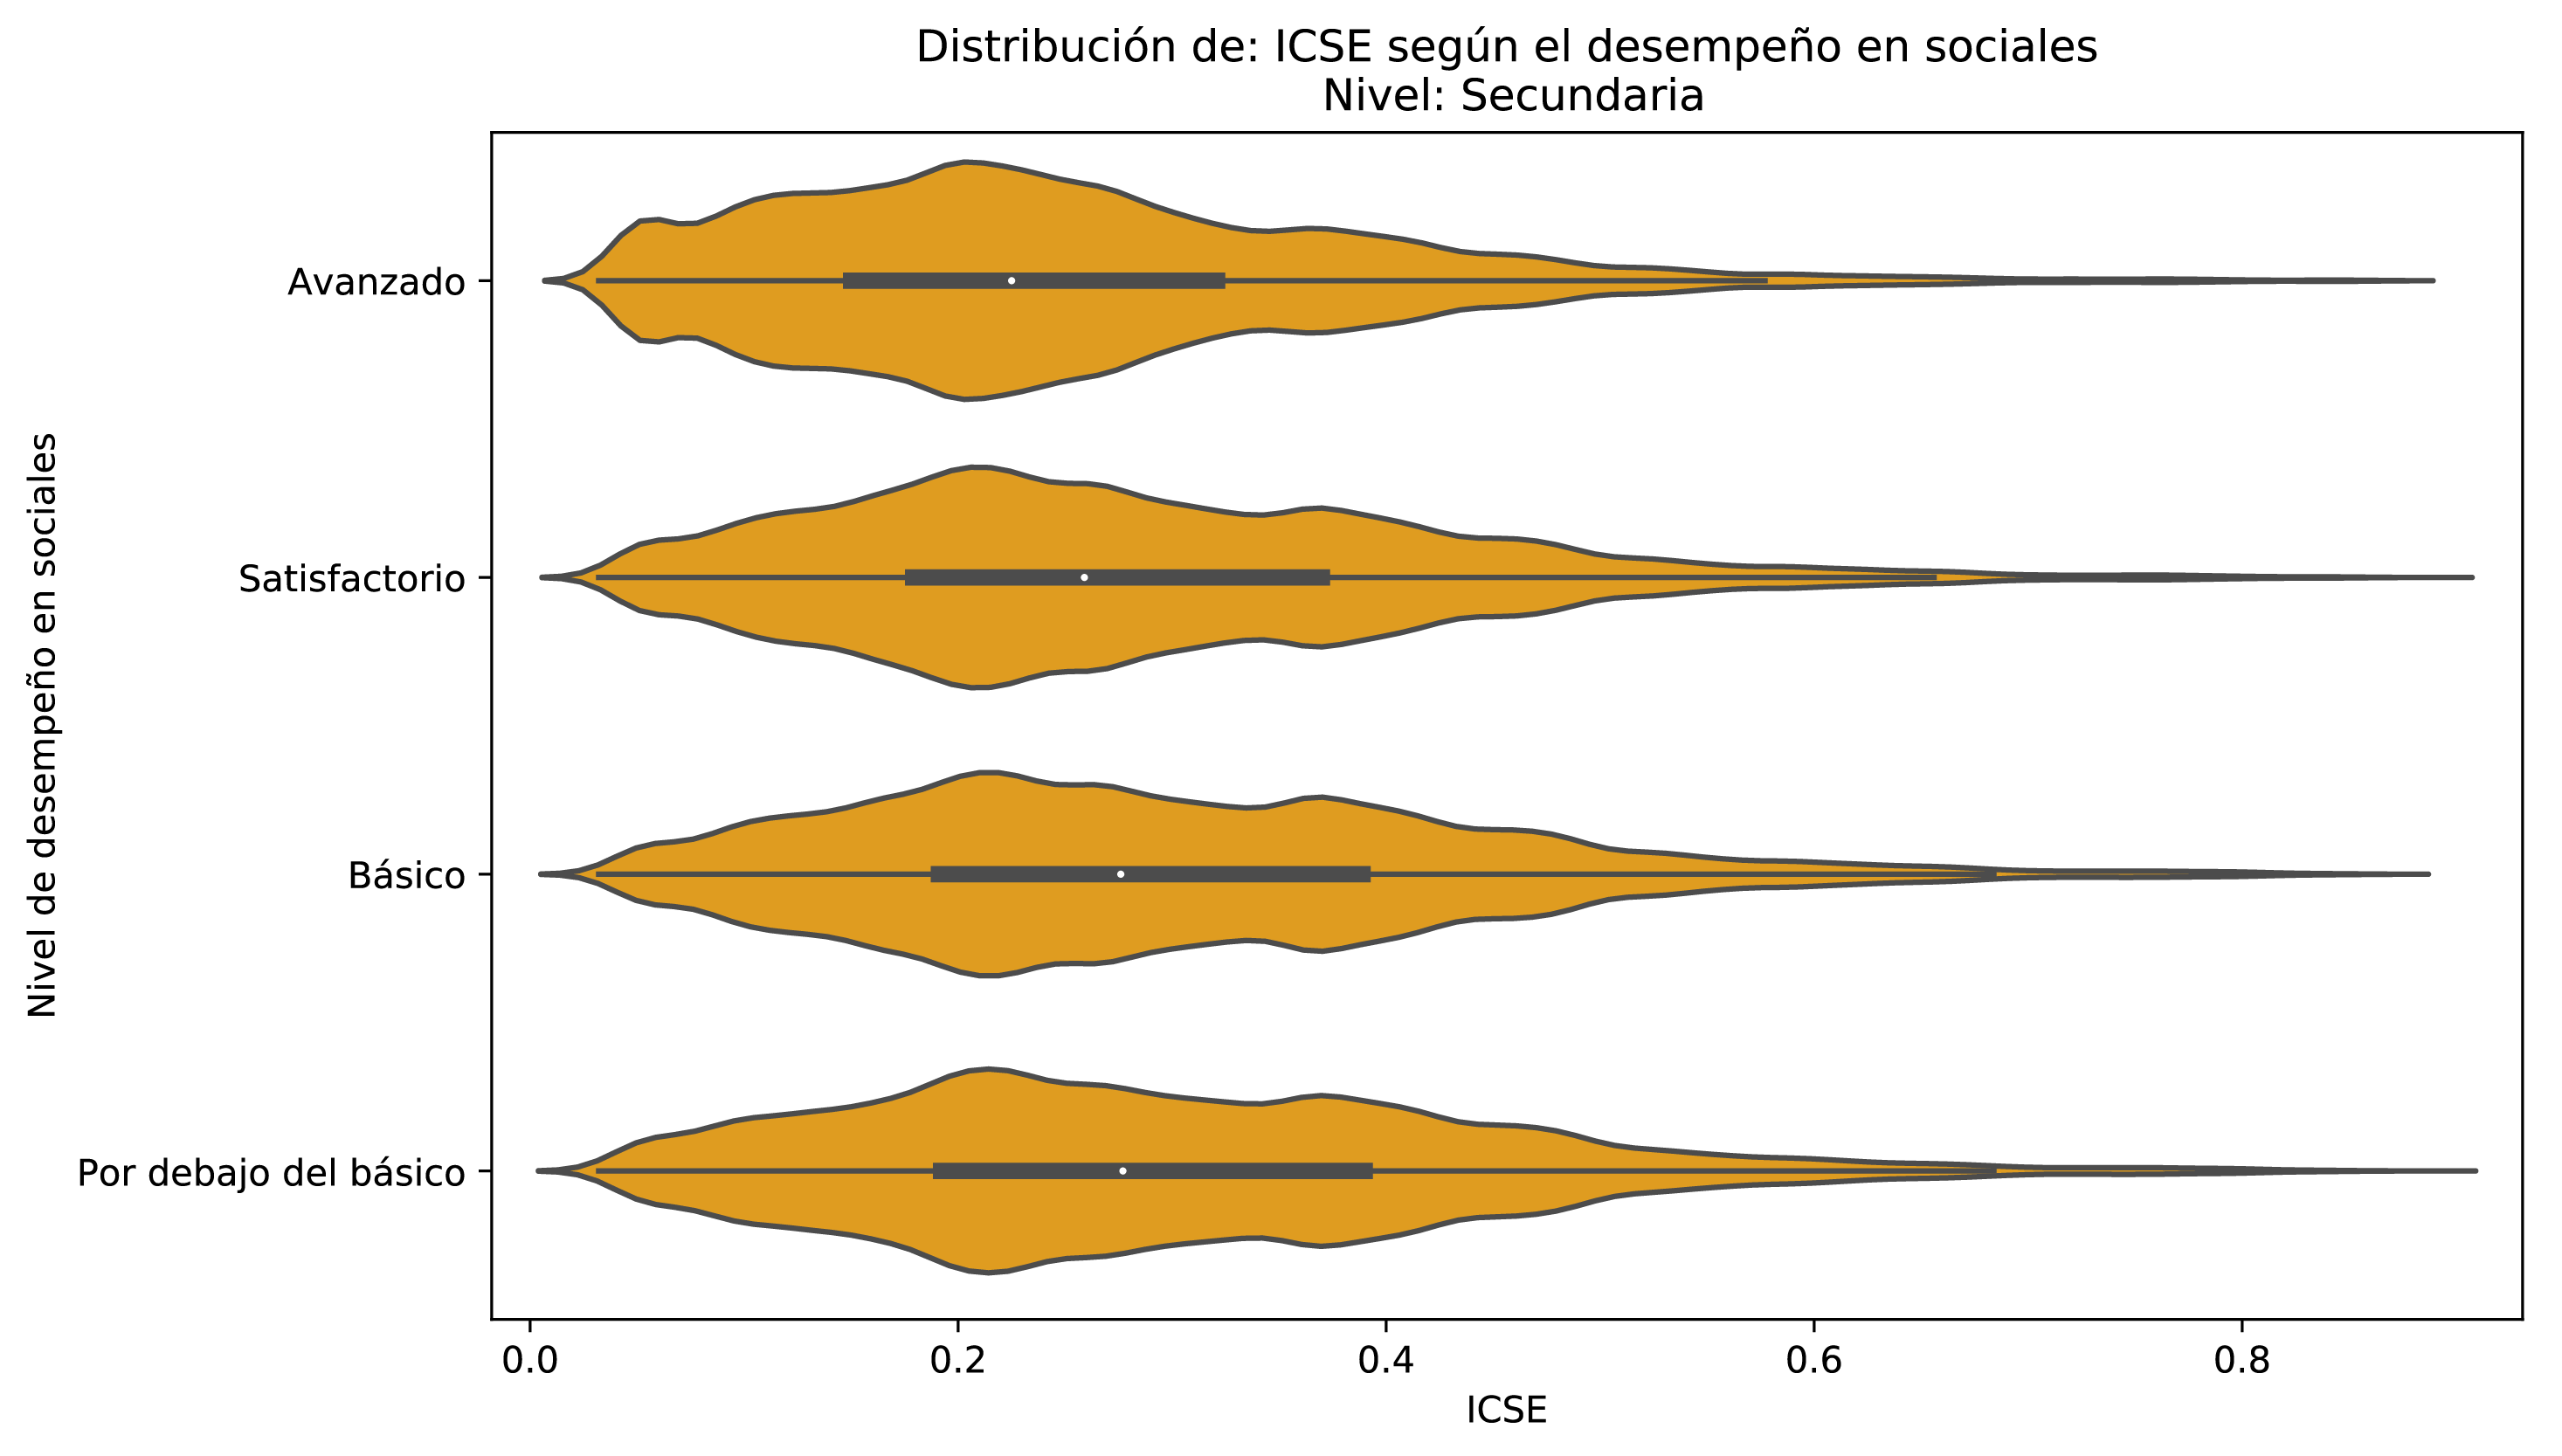 Distribución de: ICSE según el desempeño en sociales
Nivel: Secundaria
Nivel de desempeño en sociales
Avanzado
Satisfactorio
Básico
Por debajo del básico
0.0
0.2
0.4
0.6
0.8
ICSE